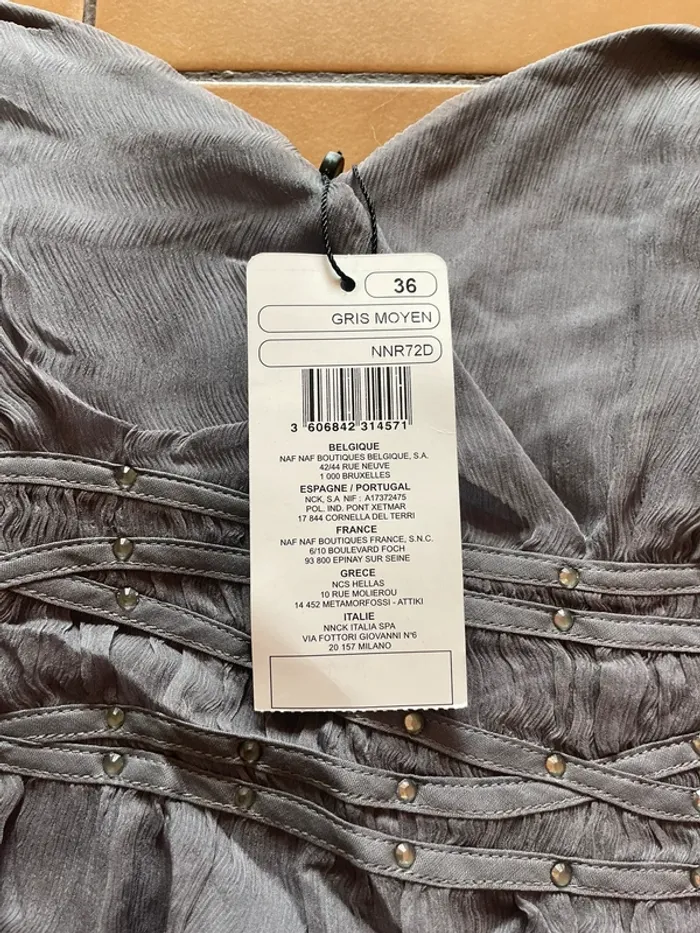 36
GRIS MOYEN
NNR72D
3 606842 314571
BELGIQUE
NAF NAF BOUTIQUES BELGIQUE, S.A.
42/44 RUE NEUVE
1 000 BRUXELLES
ESPAGNE / PORTUGAL
NCK, S.A NIF : A17372475
POL. IND. PONT XETMAR
17 844 CORNELLA DEL TERRI
FRANCE
NAF NAF BOUTIQUES FRANCE, S.N.C.
6/10 BOULEVARD FOCH
93 800 EPINAY SUR SEINE
GRECE
NCS HELLAS
10 RUE MOLIEROU
14 452 METAMORFOSSI - ATTIKI
ITALIE
NNCK ITALIA SPA
VIA FOTTORI GIOVANNI N°6
20 157 MILANO